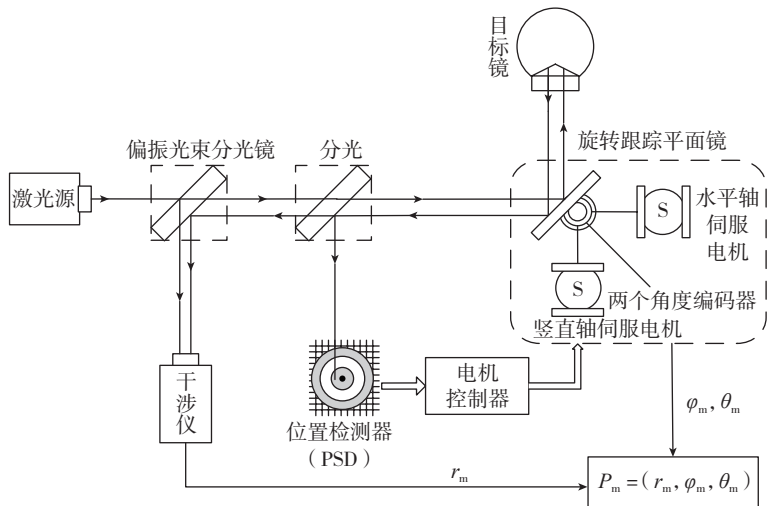 目标镜
偏振光束分光镜
分光
旋转跟踪平面镜
激光源
S
水平轴
伺服
电机
S
两个角度编码器
竖直轴伺服电机
干涉仪
位置检测器
(PSD)
电机
控制器
φm, θm
rm
Pm=(rm, φm, θm)